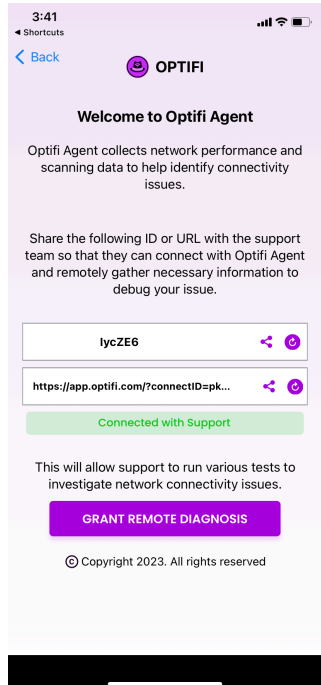 3:41
◀ Shortcuts
Back
OPTIFI
Welcome to Optifi Agent
Optifi Agent collects network performance and
scanning data to help identify connectivity
issues.
Share the following ID or URL with the support
team so that they can connect with Optifi Agent
and remotely gather necessary information to
debug your issue.
IycZE6
https://app.optifi.com/?connectID=pk...
Connected with Support
This will allow support to run various tests to
investigate network connectivity issues.
GRANT REMOTE DIAGNOSIS
© Copyright 2023. All rights reserved